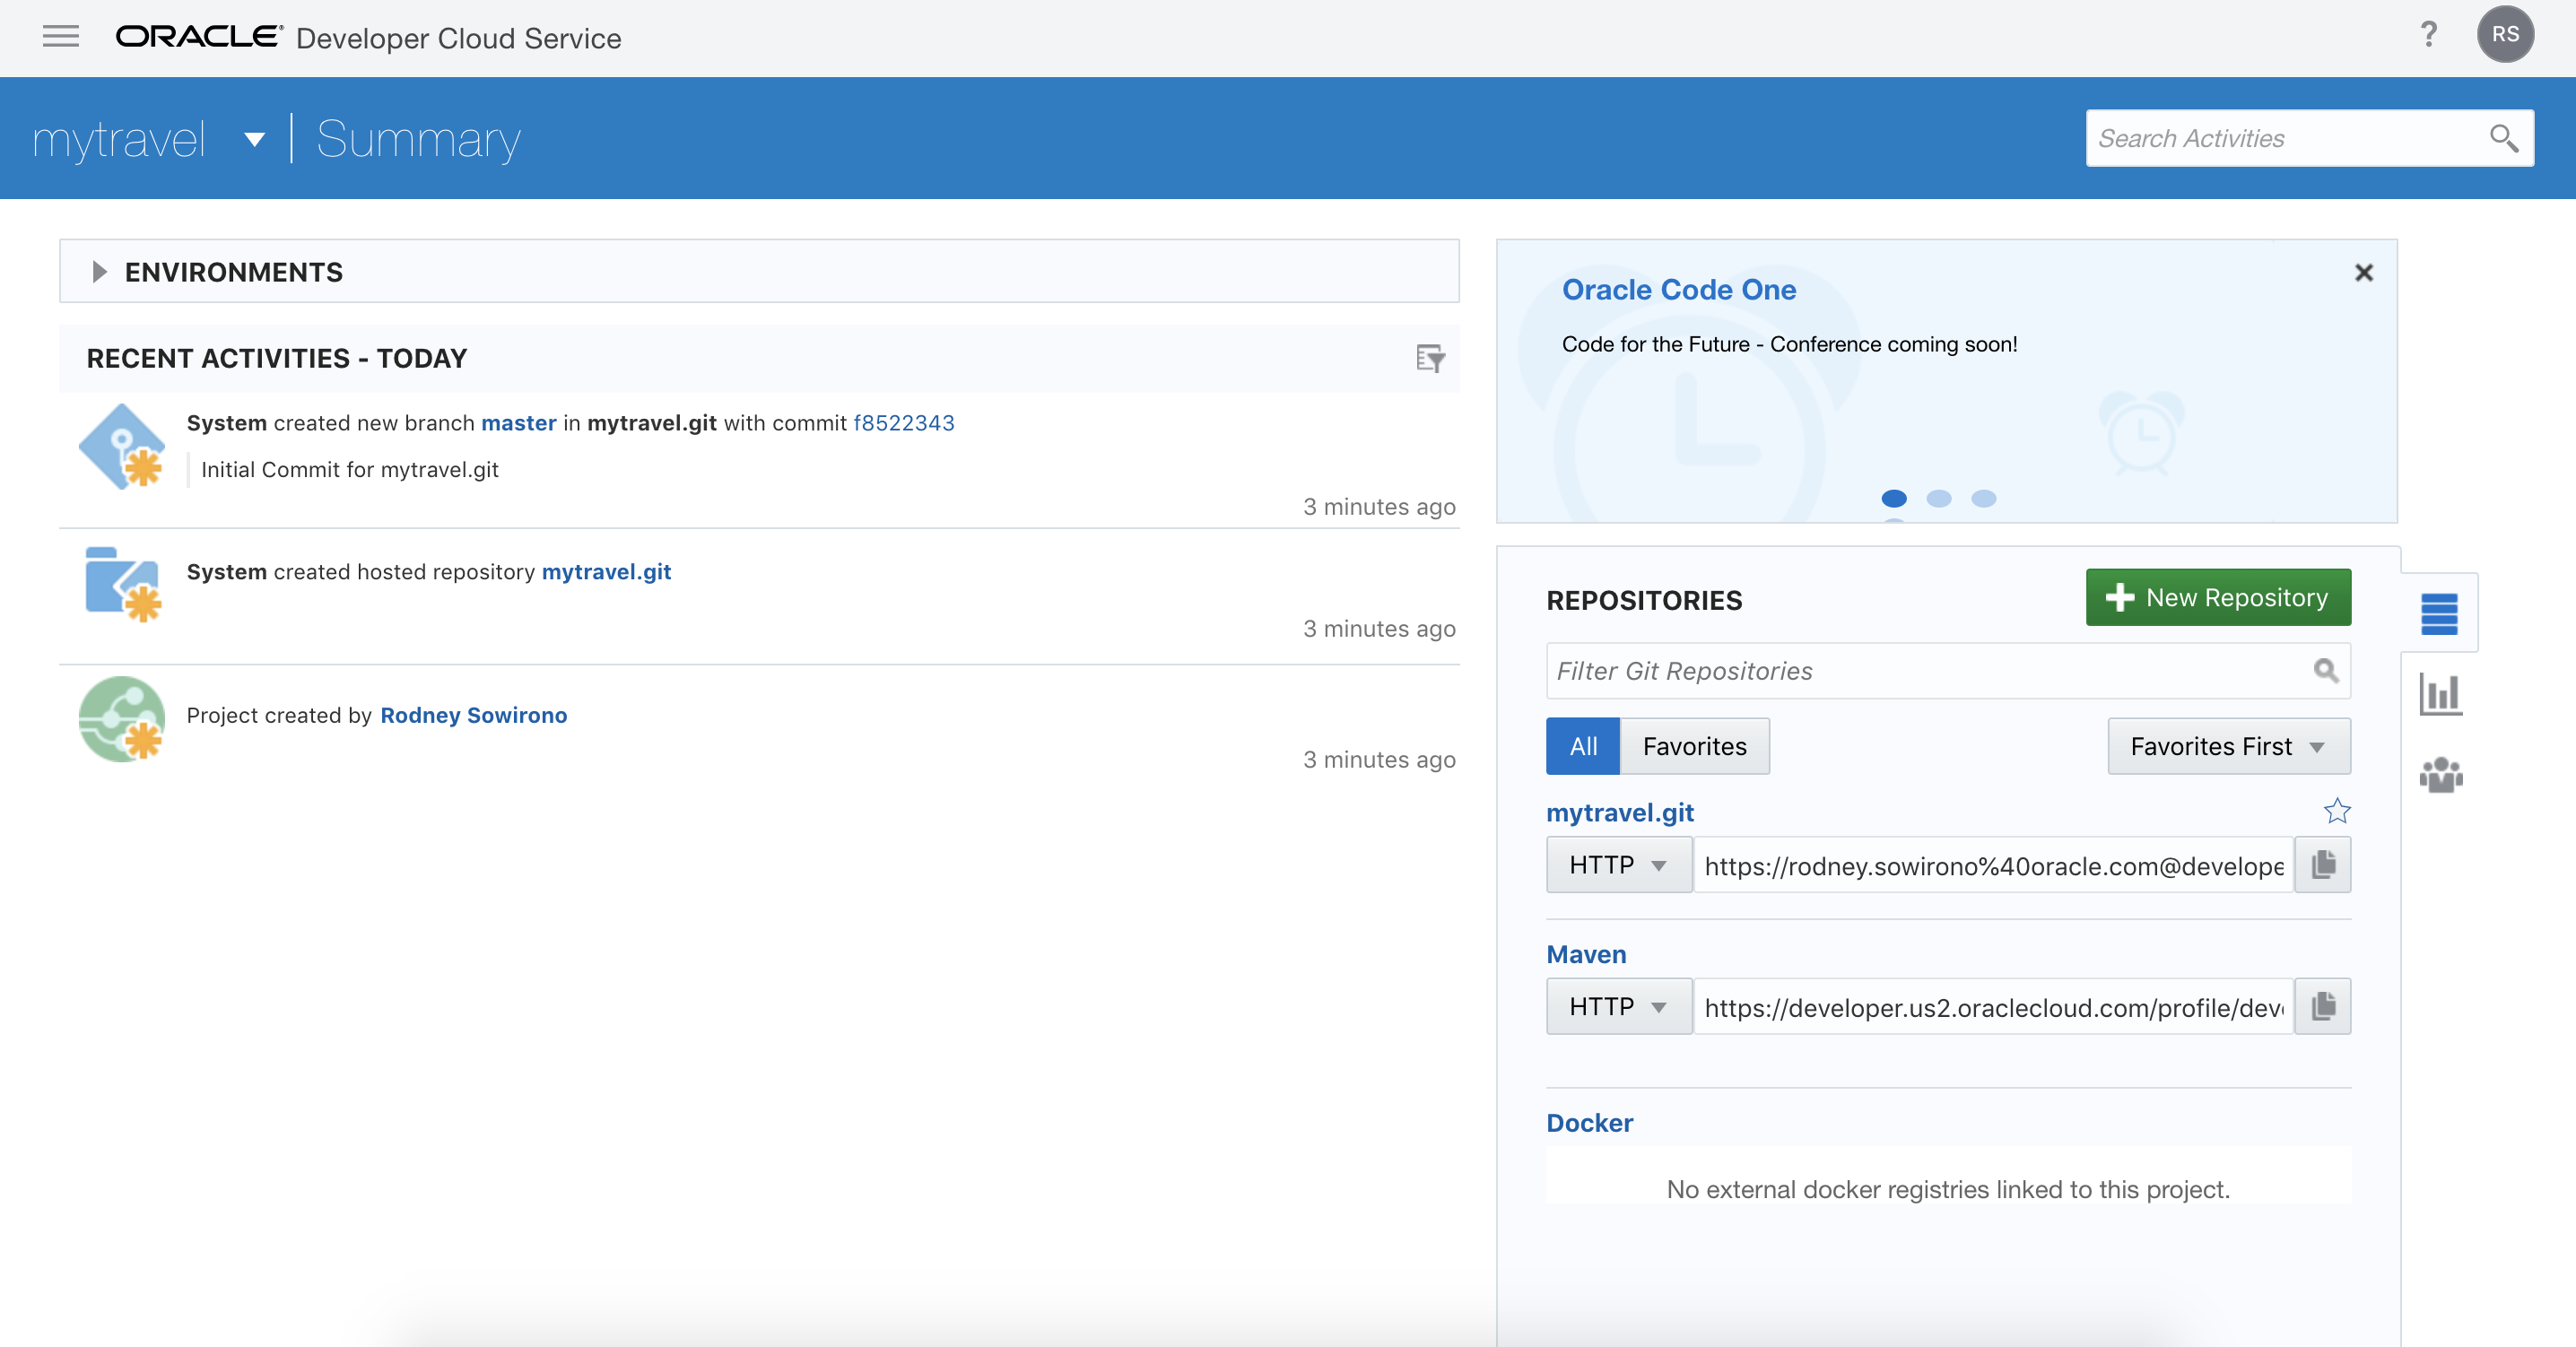 ORACLE® Developer Cloud Service
? RS
mytravel | Summary
Search Activities
ENVIRONMENTS
RECENT ACTIVITIES - TODAY
System created new branch master in mytravel.git with commit f8522343
Initial Commit for mytravel.git
3 minutes ago
System created hosted repository mytravel.git
3 minutes ago
Project created by Rodney Sowirono
3 minutes ago
Oracle Code One
Code for the Future - Conference coming soon!
REPOSITORIES
New Repository
Filter Git Repositories
All Favorites
Favorites First
mytravel.git
HTTP https://rodney.sowirono%40oracle.com@develope
Maven
HTTP https://developer.us2.oraclecloud.com/profile/dev
Docker
No external docker registries linked to this project.